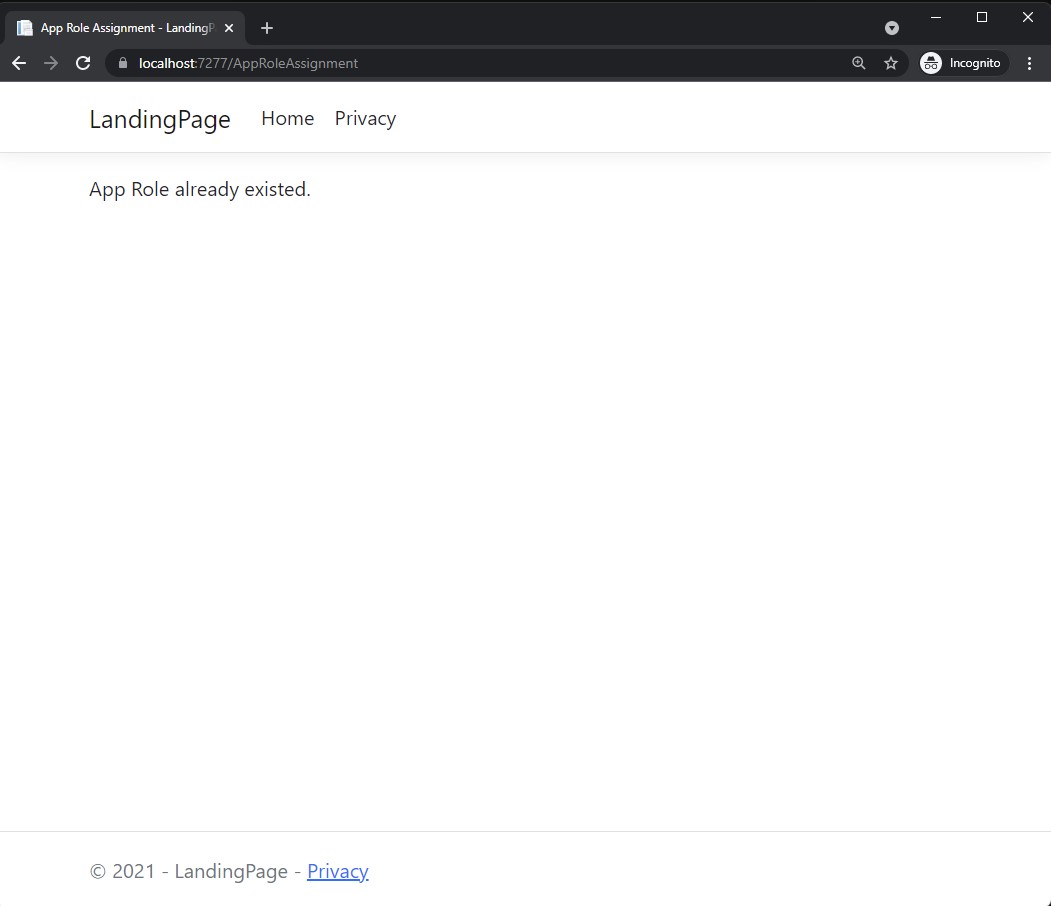 App Role Assignment - LandingP
localhost:7277/AppRoleAssignment
Incognito
LandingPage Home Privacy
App Role already existed.
© 2021 - LandingPage - Privacy